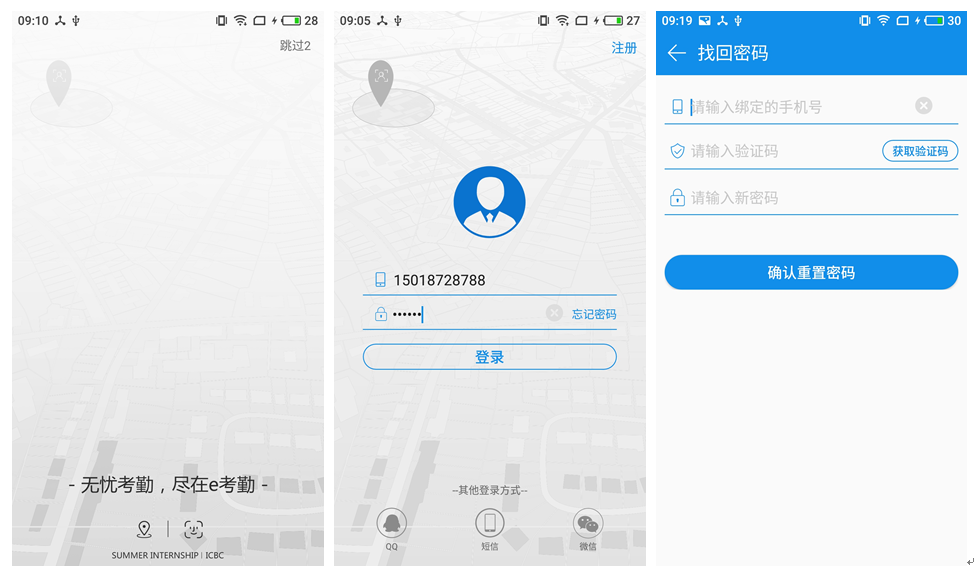 09:10
28
跳过2
- 无忧考勤，尽在e考勤 -
SUMMER INTERNSHIP | ICBC
09:05
27
注册
15018728788
••••••
忘记密码
登录
--其他登录方式--
QQ
短信
微信
09:19
30
找回密码
请输入绑定的手机号
请输入验证码
获取验证码
请输入新密码
确认重置密码